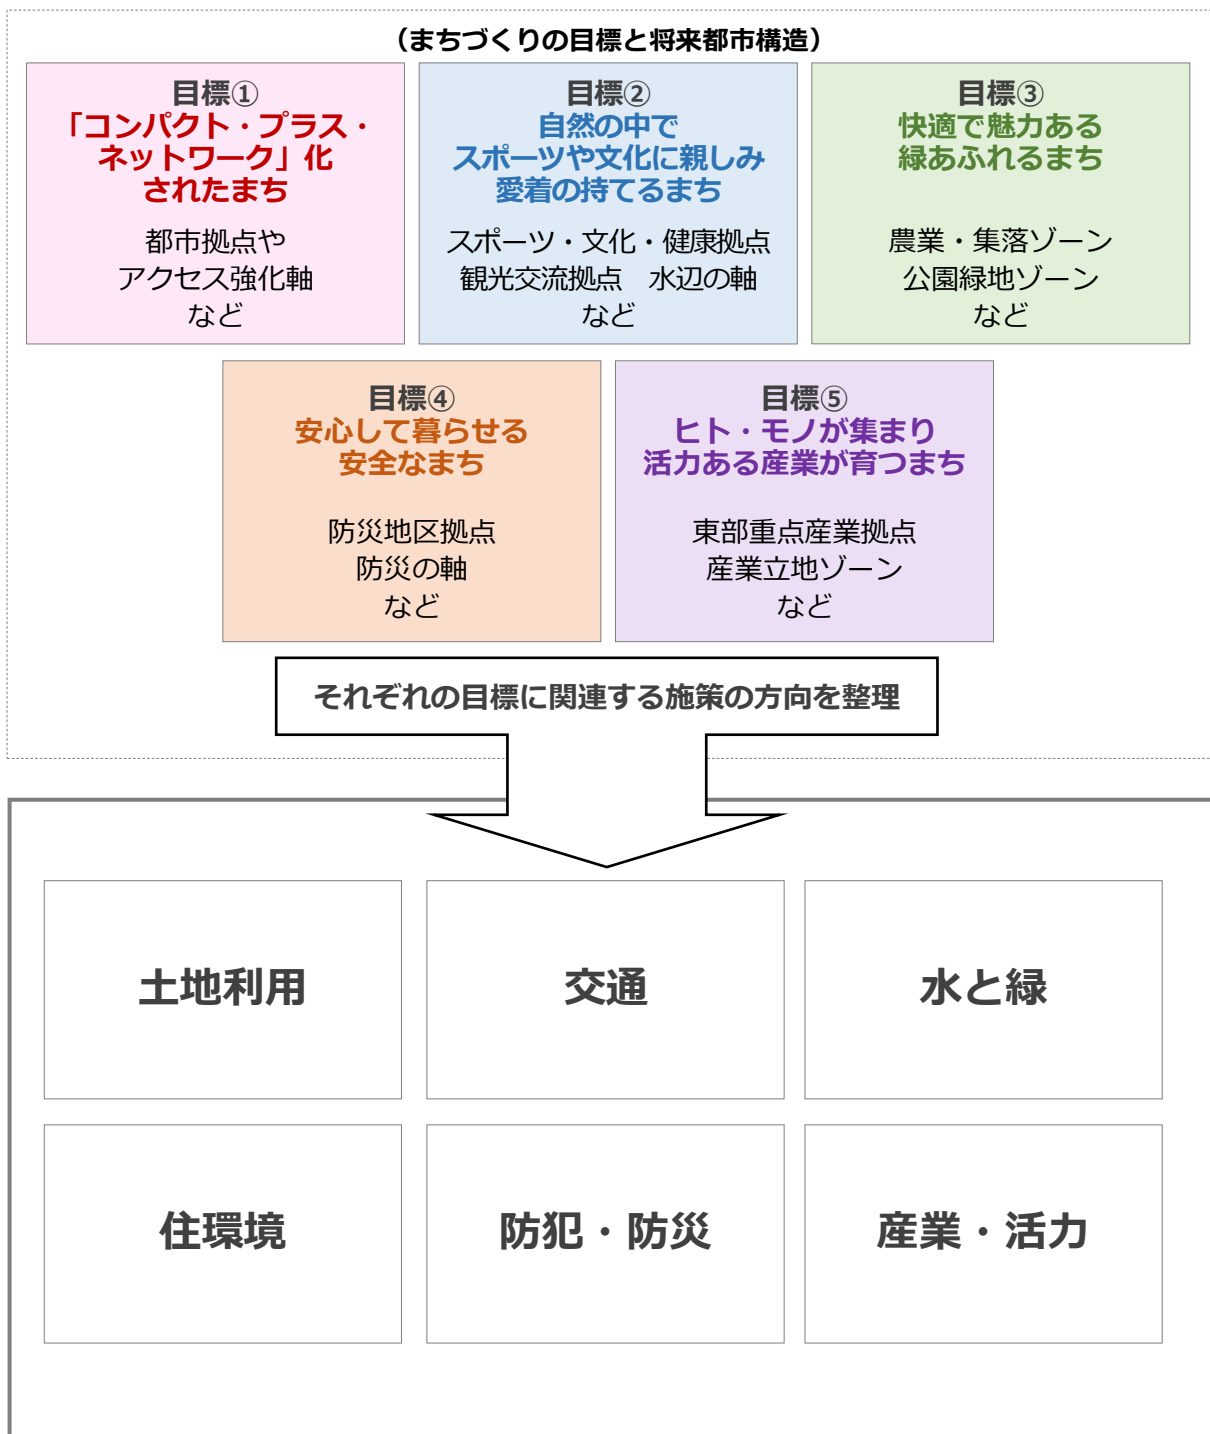 （まちづくりの目標と将来都市構造）
目標①
「コンパクト・プラス・
ネットワーク」化
されたまち
都市拠点や
アクセス強化軸
など
目標②
自然の中で
スポーツや文化に親しみ
愛着の持てるまち
スポーツ・文化・健康拠点
観光交流拠点　水辺の軸
など
目標③
快適で魅力ある
緑あふれるまち
農業・集落ゾーン
公園緑地ゾーン
など
目標④
安心して暮らせる
安全なまち
防災地区拠点
防災の軸
など
目標⑤
ヒト・モノが集まり
活力ある産業が育つまち
東部重点産業拠点
産業立地ゾーン
など
それぞれの目標に関連する施策の方向を整理
土地利用
交通
水と緑
住環境
防犯・防災
産業・活力